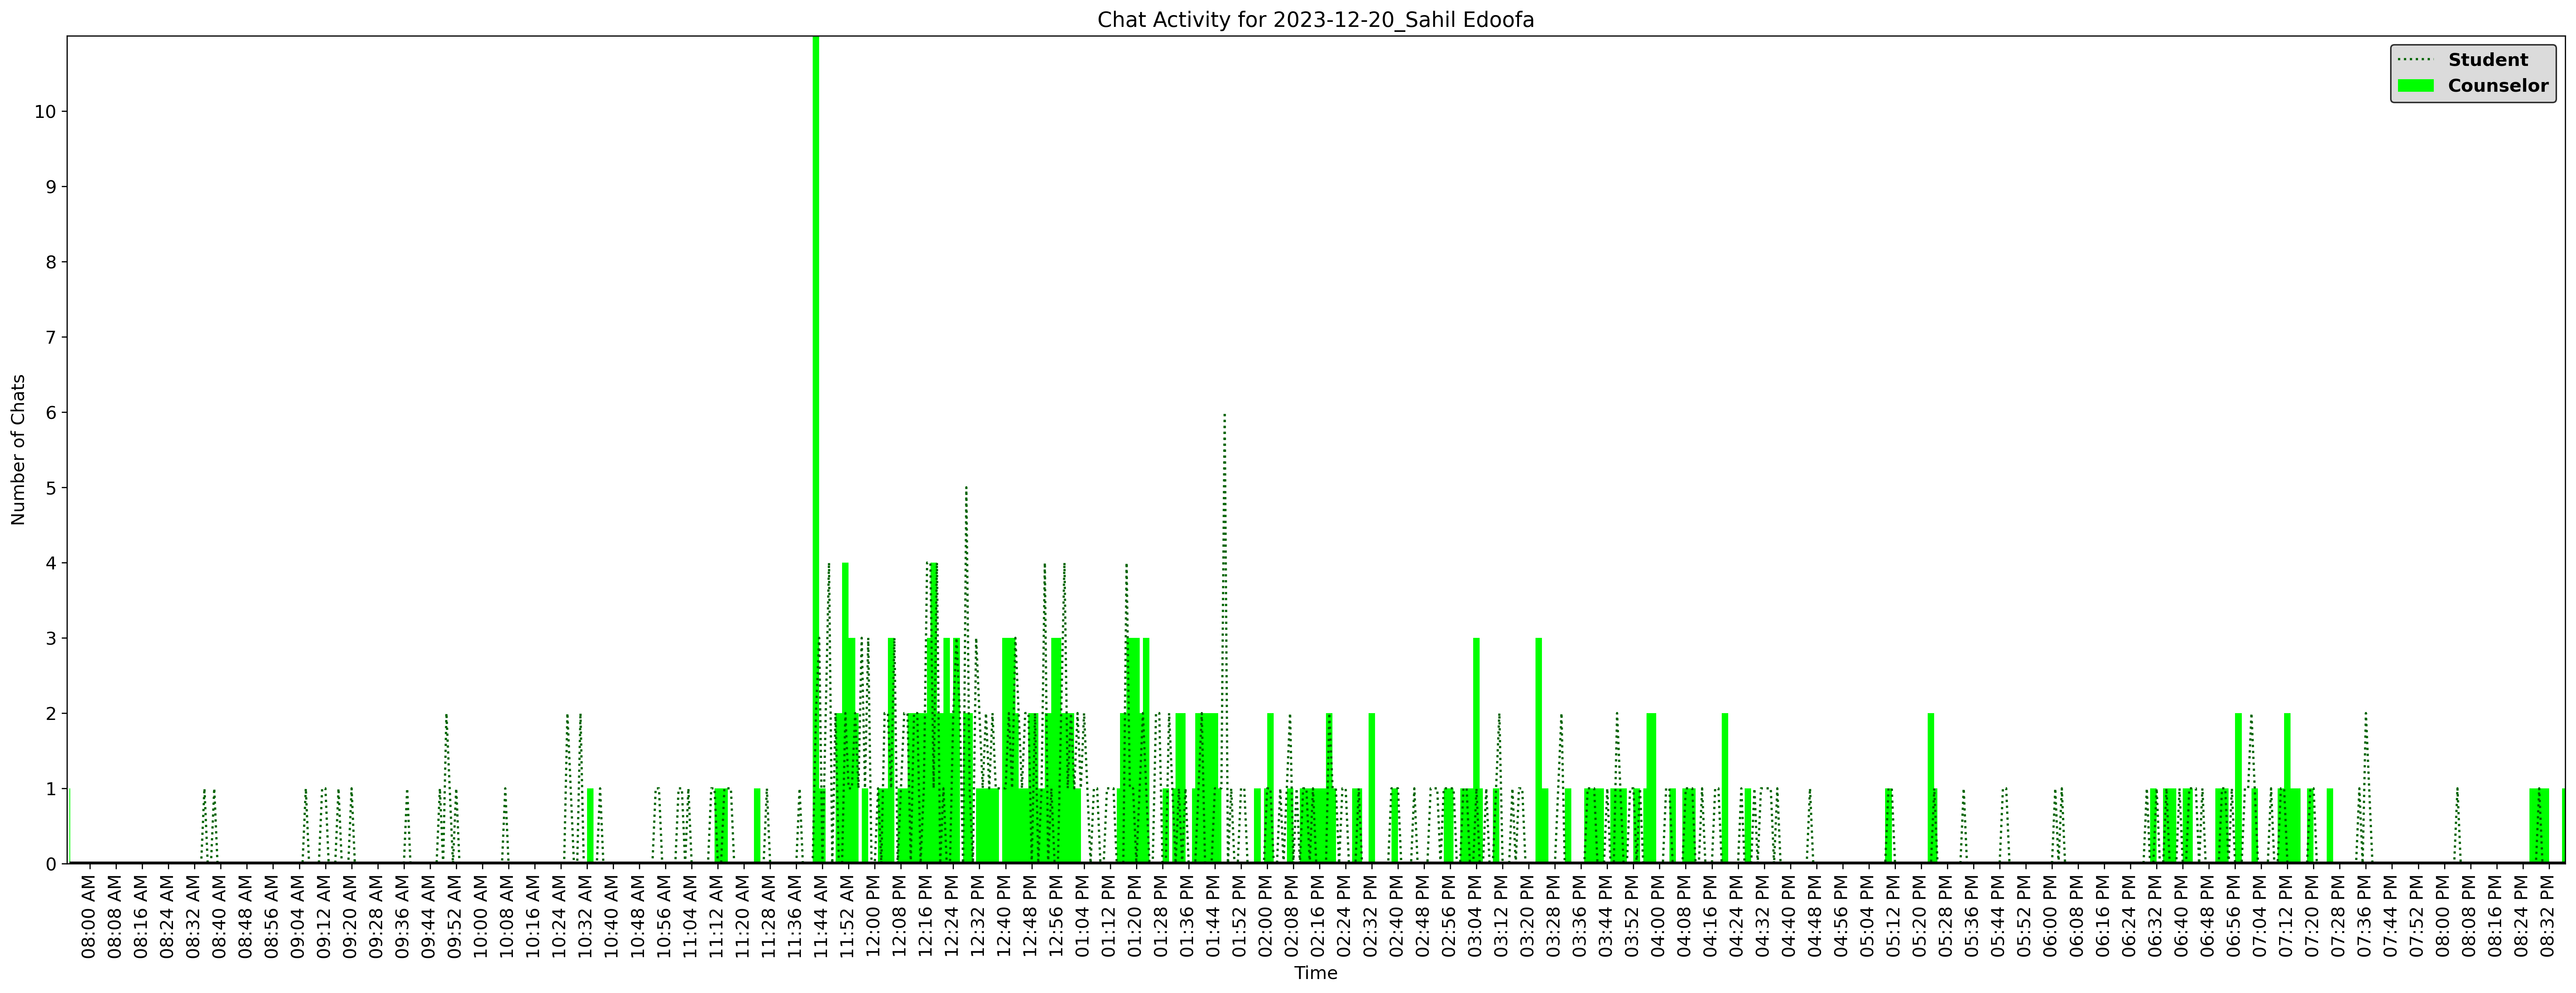 Chat Activity for 2023-12-20_Sahil Edoofa
Student
Counselor
Number of Chats
10
9
8
7
6
5
4
3
2
1
0
08:00 AM
08:08 AM
08:16 AM
08:24 AM
08:32 AM
08:40 AM
08:48 AM
08:56 AM
09:04 AM
09:12 AM
09:20 AM
09:28 AM
09:36 AM
09:44 AM
09:52 AM
10:00 AM
10:08 AM
10:16 AM
10:24 AM
10:32 AM
10:40 AM
10:48 AM
10:56 AM
11:04 AM
11:12 AM
11:20 AM
11:28 AM
11:36 AM
11:44 AM
11:52 AM
12:00 PM
12:08 PM
12:16 PM
12:24 PM
12:32 PM
12:40 PM
12:48 PM
12:56 PM
01:04 PM
01:12 PM
01:20 PM
01:28 PM
01:36 PM
01:44 PM
01:52 PM
02:00 PM
02:08 PM
02:16 PM
02:24 PM
02:32 PM
02:40 PM
02:48 PM
02:56 PM
03:04 PM
03:12 PM
03:20 PM
03:28 PM
03:36 PM
03:44 PM
03:52 PM
04:00 PM
04:08 PM
04:16 PM
04:24 PM
04:32 PM
04:40 PM
04:48 PM
04:56 PM
05:04 PM
05:12 PM
05:20 PM
05:28 PM
05:36 PM
05:44 PM
05:52 PM
06:00 PM
06:08 PM
06:16 PM
06:24 PM
06:32 PM
06:40 PM
06:48 PM
06:56 PM
07:04 PM
07:12 PM
07:20 PM
07:28 PM
07:36 PM
07:44 PM
07:52 PM
08:00 PM
08:08 PM
08:16 PM
08:24 PM
08:32 PM
Time